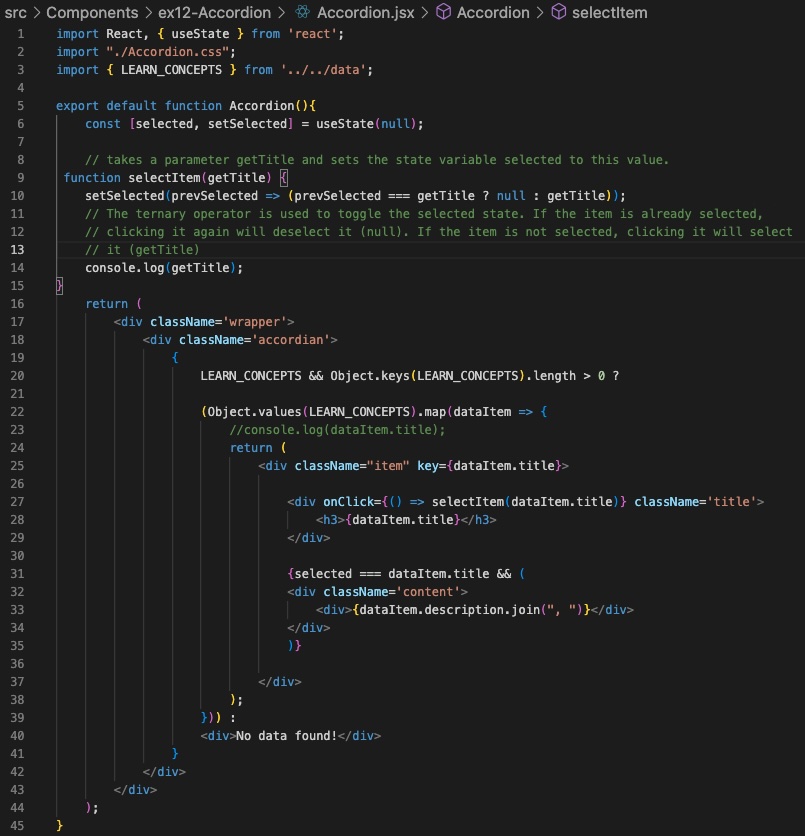 src > Components > ex12-Accordion > Accordion.jsx > Accordion > selectItem
1 import React, { useState } from 'react';
2 import "./Accordion.css";
3 import { LEARN_CONCEPTS } from '../../data';
4
5 export default function Accordion(){
6 const [selected, setSelected] = useState(null);
7
8 // takes a parameter getTitle and sets the state variable selected to this value.
9 function selectItem(getTitle) {
10 setSelected(prevSelected => (prevSelected === getTitle ? null : getTitle));
11 // The ternary operator is used to toggle the selected state. If the item is already selected,
12 // clicking it again will deselect it (null). If the item is not selected, clicking it will select
13 // it (getTitle)
14 console.log(getTitle);
15 }
16 return (
17 <div className='wrapper'>
18 <div className='accordian'>
19 {
20 LEARN_CONCEPTS && Object.keys(LEARN_CONCEPTS).length > 0 ?
21
22 (Object.values(LEARN_CONCEPTS).map(dataItem => {
23 //console.log(dataItem.title);
24 return (
25 <div className="item" key={dataItem.title}>
26
27 <div onClick={() => selectItem(dataItem.title)} className='title'>
28 <h3>{dataItem.title}</h3>
29 </div>
30
31 {selected === dataItem.title && (
32 <div className='content'>
33 <div>{dataItem.description.join(", ")}</div>
34 </div>
35 )}
36
37 </div>
38 );
39 })) :
40 <div>No data found!</div>
41 }
42 </div>
43 </div>
44 );
45 }